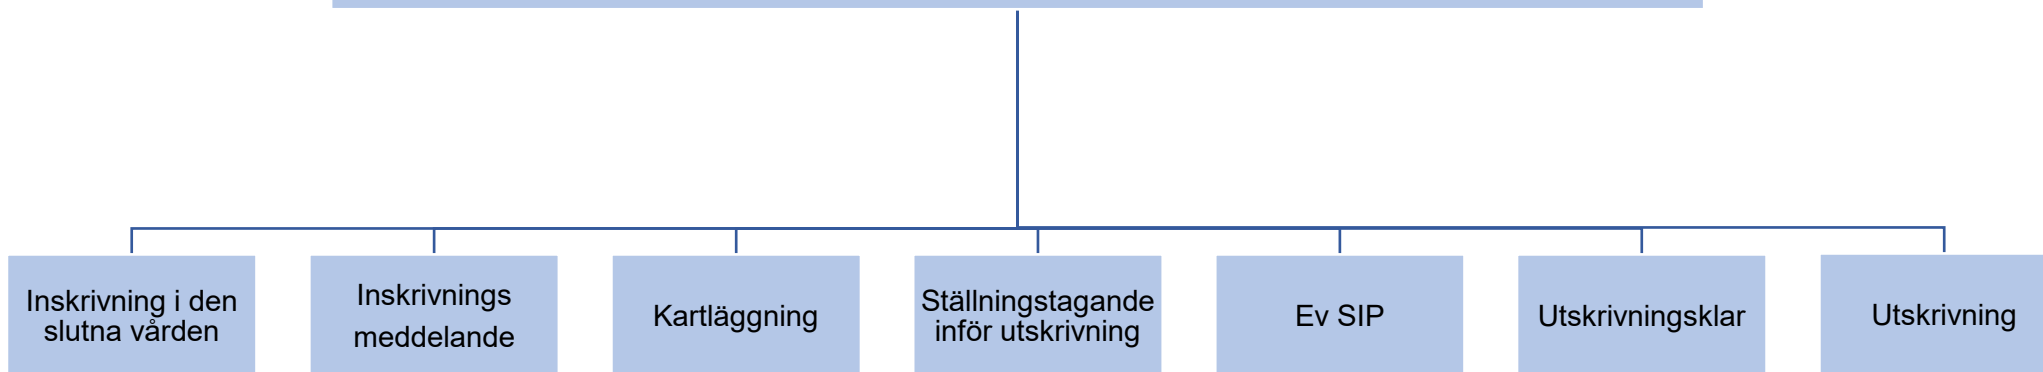 Inskrivning i den
slutna vården
Inskrivnings
meddelande
Kartläggning
Ställningstagande
inför utskrivning
Ev SIP
Utskrivningsklar
Utskrivning